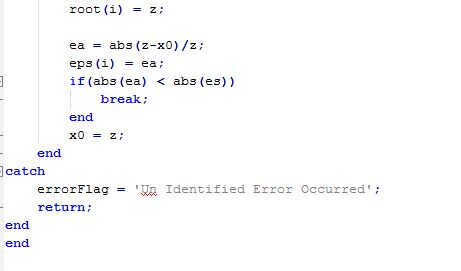 root(i) = z;
ea = abs(z-x0)/z;
eps(i) = ea;
if(abs(ea) < abs(es))
break;
end
x0 = z;
end
catch
errorFlag = 'Un Identified Error Occurred';
return;
end
end